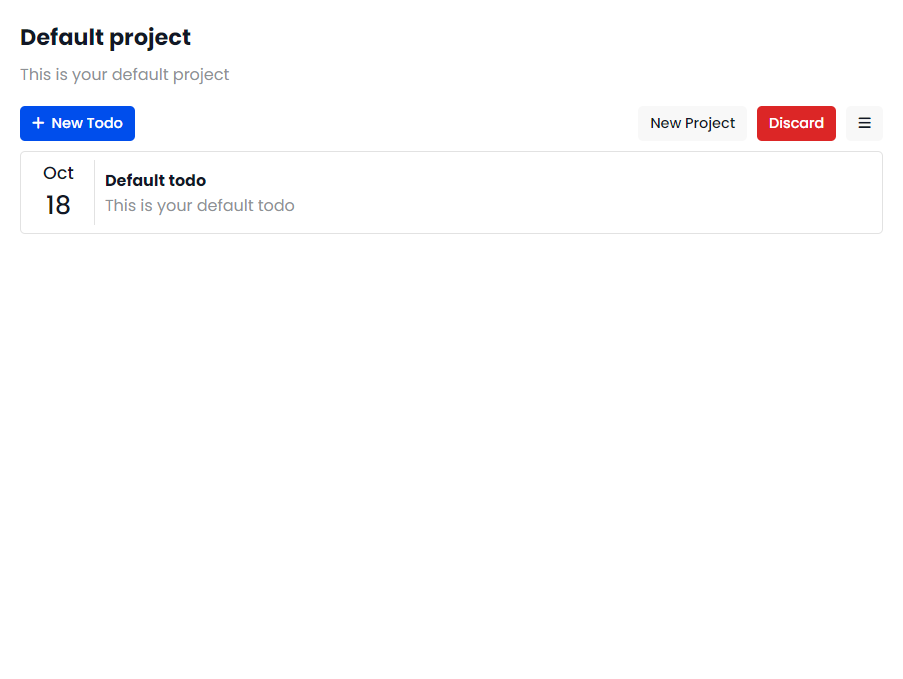 Default project
This is your default project
+ New Todo
New Project
Discard
Oct
18
Default todo
This is your default todo